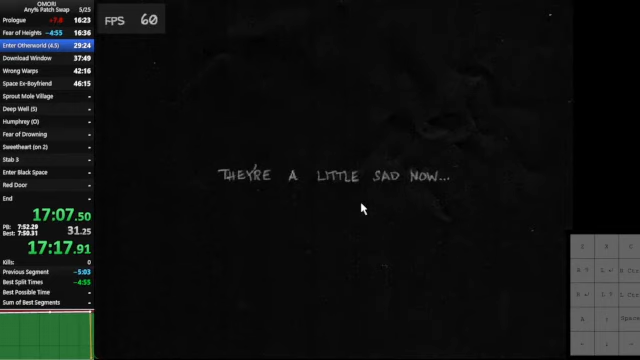 OMORI
Any% Patch Swap 5/25
Prologue +7.8 16:23
Fear of Heights -4:55 16:36
Enter Otherworld (4.5) 29:24
Download Window 37:49
Wrong Warps 42:16
Space Ex-Boyfriend 46:15
Sprout Mole Village -
Deep Well (S) -
Humphrey (O) -
Fear of Drowning -
Sweetheart (on 2) -
Stab 3 -
Enter Black Space -
Red Door -
End -
17:07.50
PB: 7:52.29
Best: 7:50.31
31.25
17:17.91
Kills: 0
Previous Segment -5:03
Best Split Times -4:55
Best Possible Time -
Sum of Best Segments -
FPS 60
THEY'RE A LITTLE SAD NOW...
R Ctr
L Ctr
Space